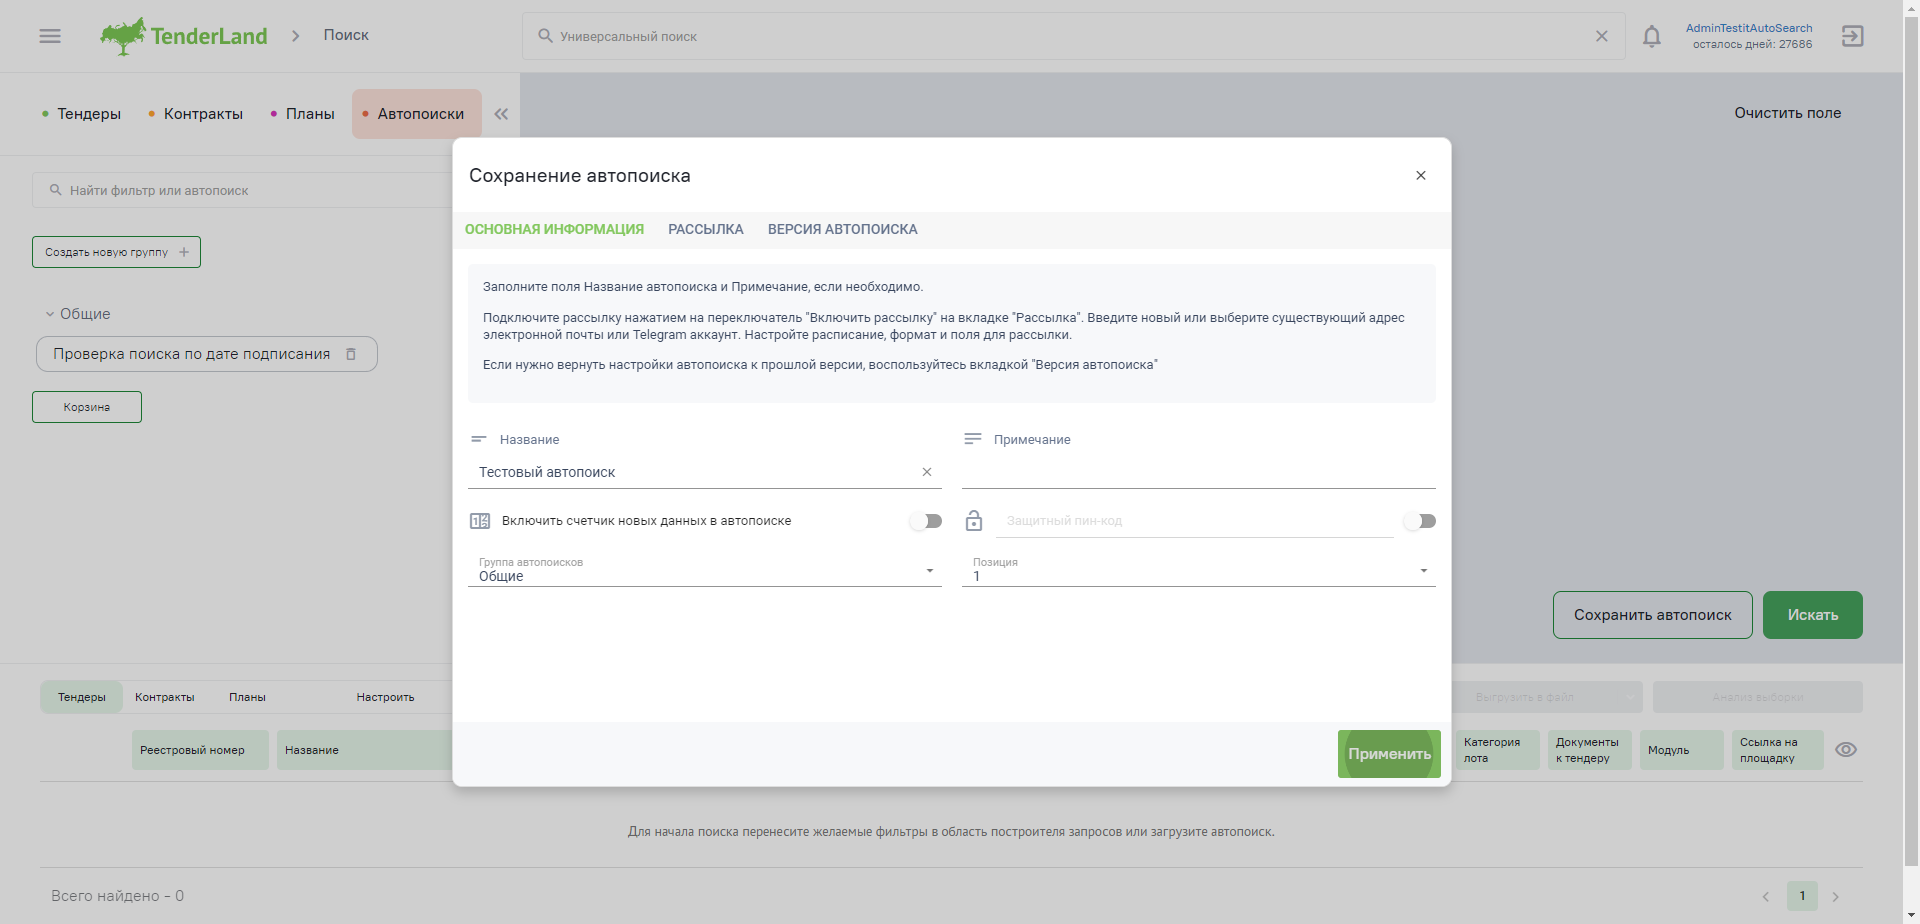 TenderLand
Поиск
Универсальный поиск
AdminTestitAutoSearch
осталось дней: 27686
Тендеры
Контракты
Планы
Автопоиски
Очистить поле
Найти фильтр или автопоиск
Создать новую группу
Общие
Проверка поиска по дате подписания
Корзина
Сохранение автопоиска
ОСНОВНАЯ ИНФОРМАЦИЯ
РАССЫЛКА
ВЕРСИЯ АВТОПОИСКА
Заполните поля Название автопоиска и Примечание, если необходимо.
Подключите рассылку нажатием на переключатель "Включить рассылку" на вкладке "Рассылка". Введите новый или выберите существующий адрес
электронной почты или Telegram аккаунт. Настройте расписание, формат и поля для рассылки.
Если нужно вернуть настройки автопоиска к прошлой версии, воспользуйтесь вкладкой "Версия автопоиска"
Название
Примечание
Тестовый автопоиск
Включить счетчик новых данных в автопоиске
Защитный пин-код
Группа автопоисков
Общие
Позиция
1
Применить
Сохранить автопоиск
Искать
Тендеры
Контракты
Планы
Настроить
Выгрузить в файл
Анализ выборки
Реестровый номер
Название
Категория
лота
Документы
к тендеру
Модуль
Ссылка на
площадку
Для начала поиска перенесите желаемые фильтры в область построителя запросов или загрузите автопоиск.
Всего найдено - 0
1